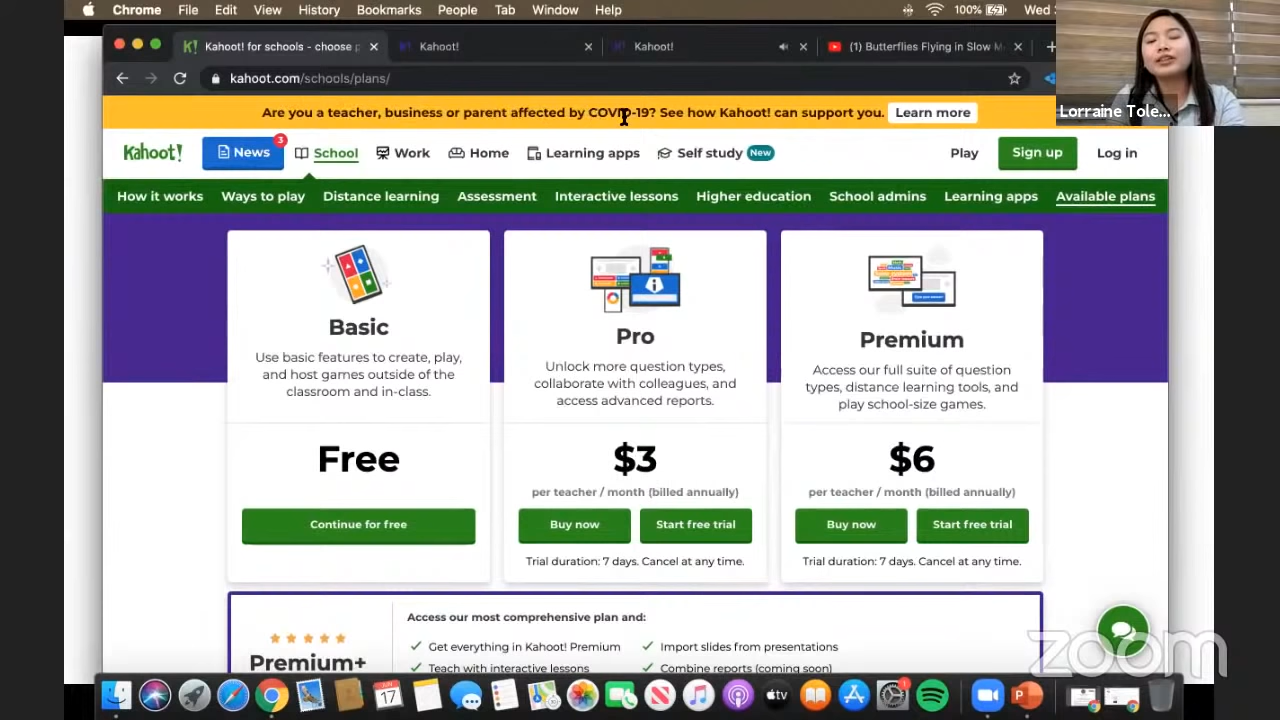 Chrome File Edit View History Bookmarks People Tab Window Help 100% Wed
Kahoot! for schools - choose p Kahoot! Kahoot! (1) Butterflies Flying in Slow M
kahoot.com/schools/plans/
Lorraine Tole...
Are you a teacher, business or parent affected by COVID-19? See how Kahoot! can support you. Learn more
Kahoot! News 3 School Work Home Learning apps Self study New Play Sign up Log in
How it works Ways to play Distance learning Assessment Interactive lessons Higher education School admins Learning apps Available plans
Basic
Use basic features to create, play,
and host games outside of the
classroom and in-class.
Free
Continue for free
Pro
Unlock more question types,
collaborate with colleagues, and
access advanced reports.
$3
per teacher / month (billed annually)
Buy now Start free trial
Trial duration: 7 days. Cancel at any time.
Premium
Access our full suite of question
types, distance learning tools, and
play school-size games.
$6
per teacher / month (billed annually)
Buy now Start free trial
Trial duration: 7 days. Cancel at any time.
Premium+
Access our most comprehensive plan and:
Get everything in Kahoot! Premium Import slides from presentations
Teach with interactive lessons Combine reports (coming soon)
zoom
JUN
17
tv
1